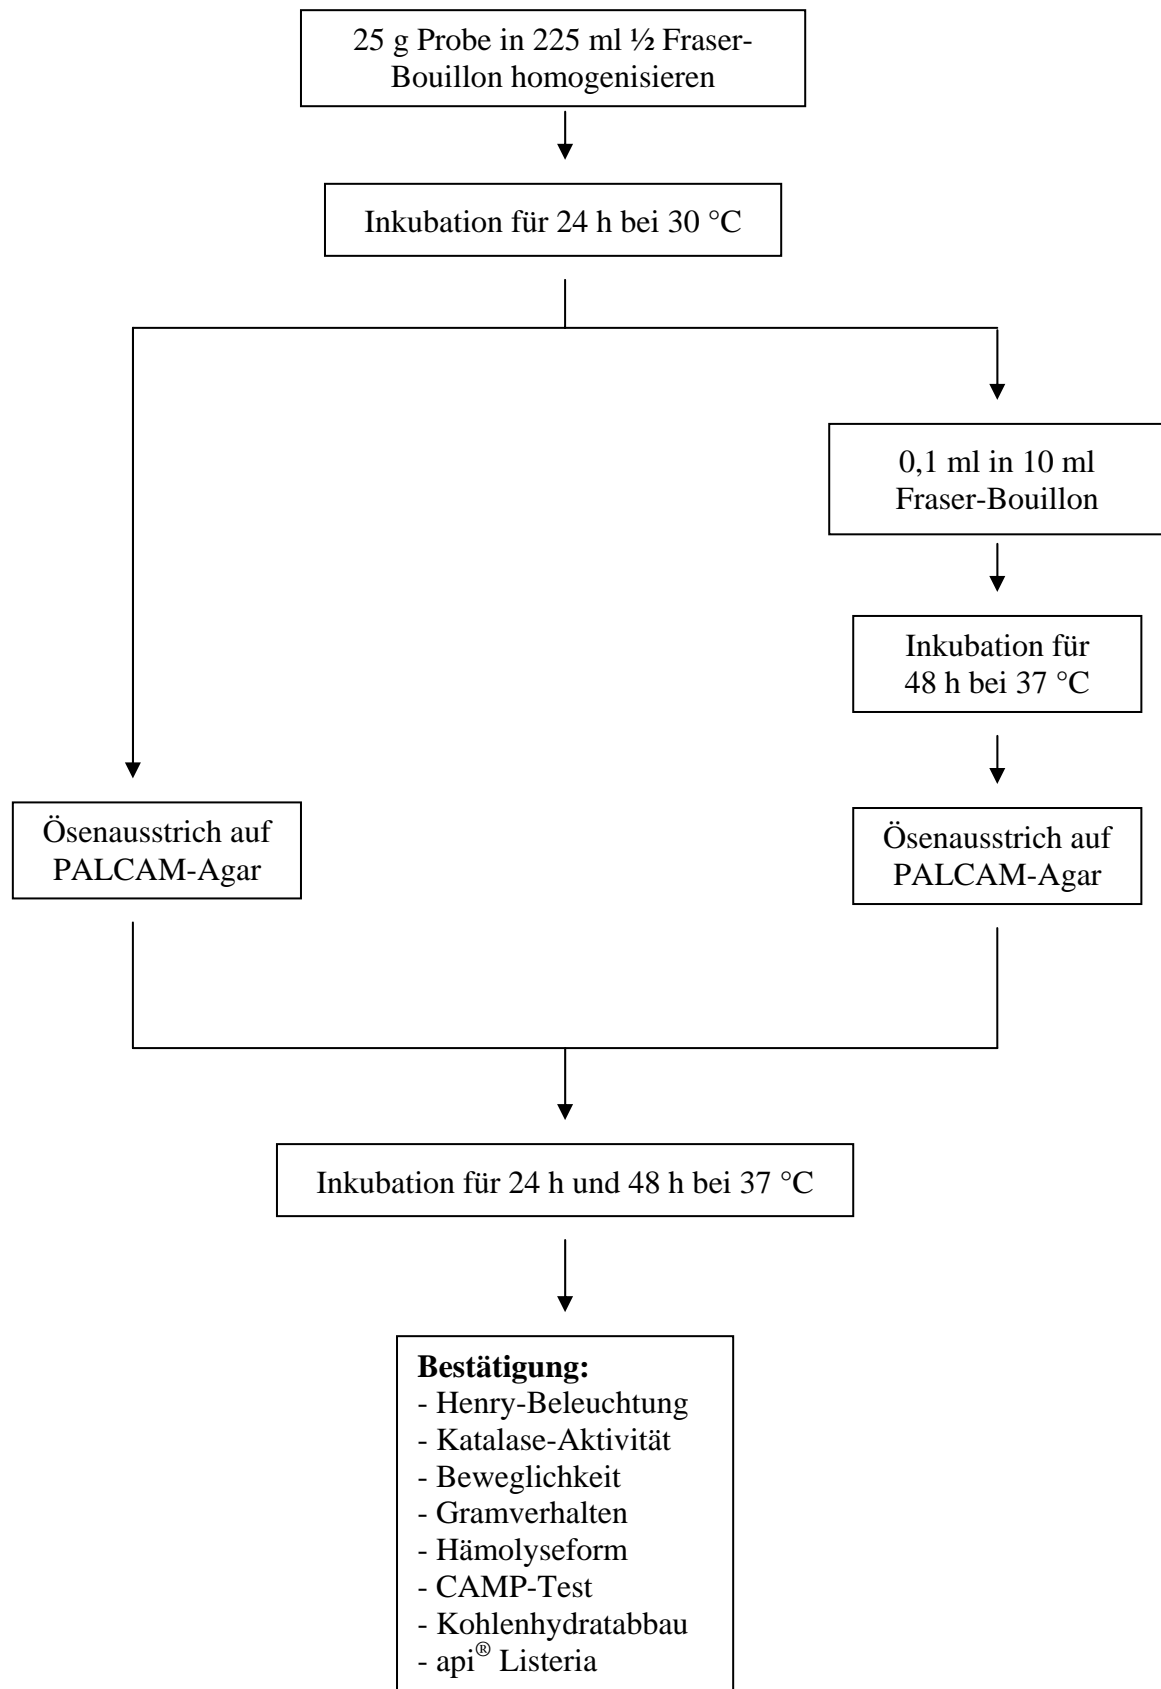 25 g Probe in 225 ml ½ Fraser-
Bouillon homogenisieren
Inkubation für 24 h bei 30 °C
0,1 ml in 10 ml
Fraser-Bouillon
Inkubation für
48 h bei 37 °C
Ösenausstrich auf
PALCAM-Agar
Ösenausstrich auf
PALCAM-Agar
Inkubation für 24 h und 48 h bei 37 °C
Bestätigung:
- Henry-Beleuchtung
- Katalase-Aktivität
- Beweglichkeit
- Gramverhalten
- Hämolyseform
- CAMP-Test
- Kohlenhydratabbau
- api® Listeria